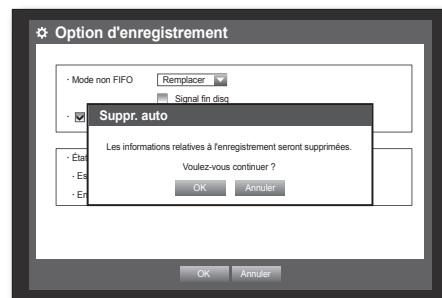 Option d'enregistrement
· Mode non FIFO Remplacer
Signal fin disq
Suppr. auto
Les informations relatives à l'enregistrement seront supprimées.
Voulez-vous continuer ?
OK Annuler
· État
· Es
· En
OK Annuler